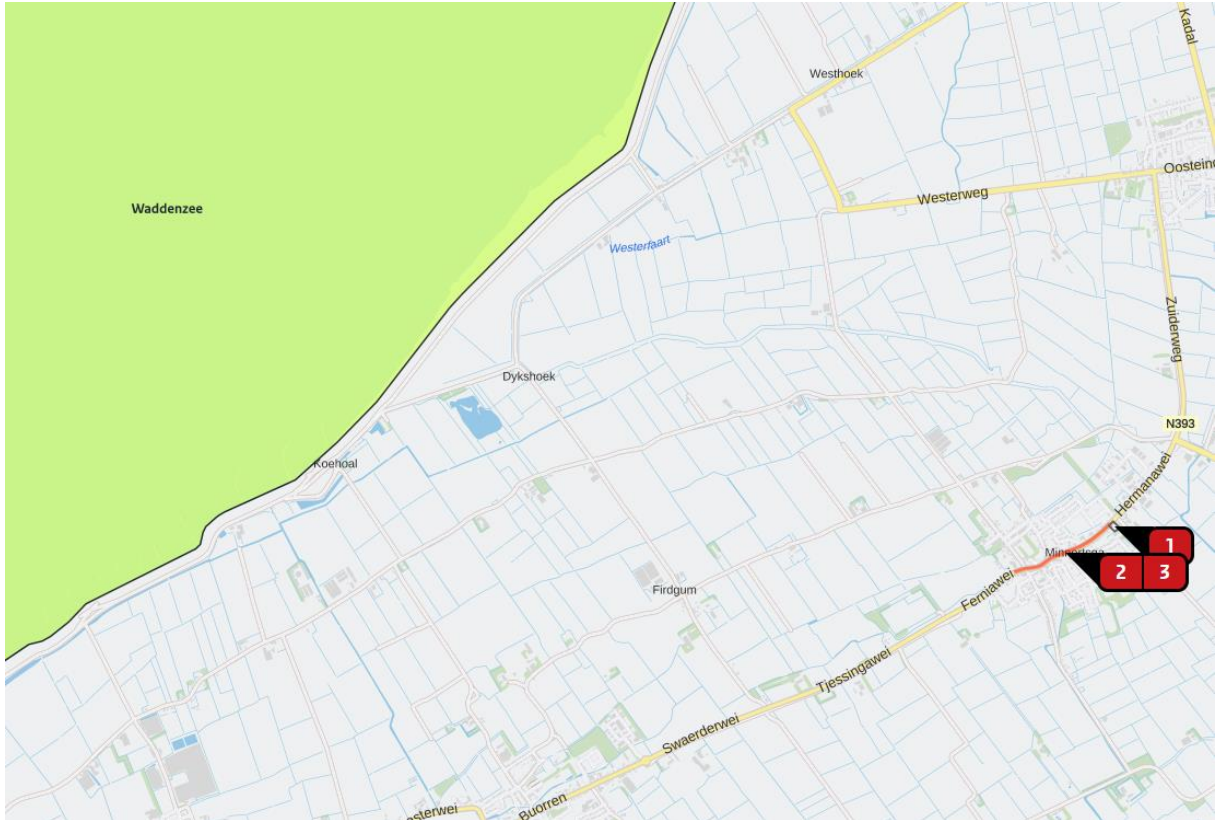 Kadal
Westhoek
Oosteind
Westerweg
Waddenzee
Westerfaart
Zuiderweg
Dykshoek
N393
Koehoal
Hermanawei
1
2 3
Firdgum
Ferniawei
Tjessingawei
Swaerderwei
Buorren
asterwei